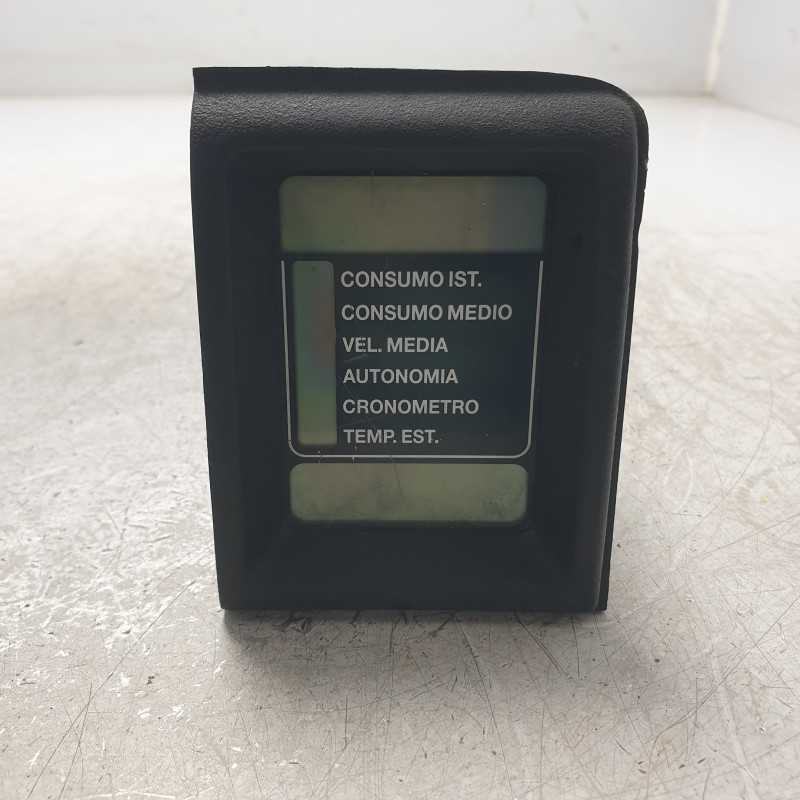 CONSUMO IST.
CONSUMO MEDIO
VEL. MEDIA
AUTONOMIA
CRONOMETRO
TEMP. EST.